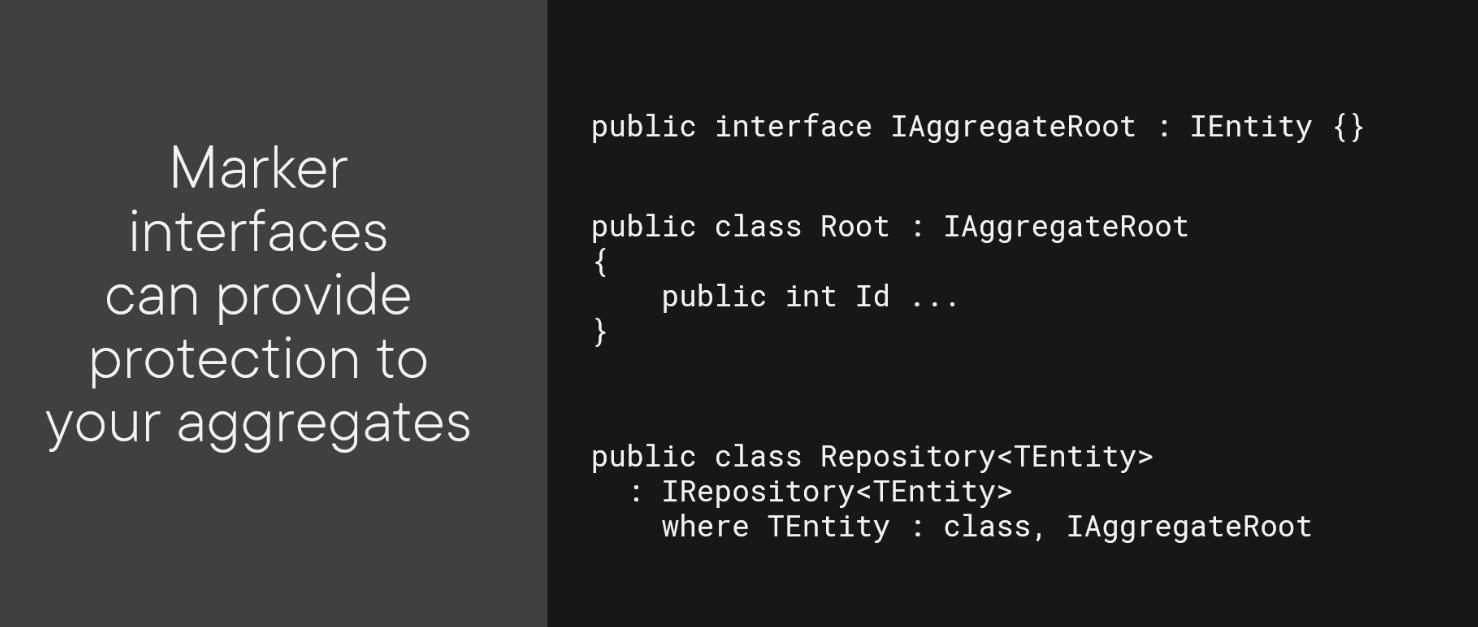 Marker
interfaces
can provide
protection to
your aggregates
public interface IAggregateRoot : IEntity {}
public class Root : IAggregateRoot
{
    public int Id ...
}
public class Repository<TEntity>
  : IRepository<TEntity>
    where TEntity : class, IAggregateRoot